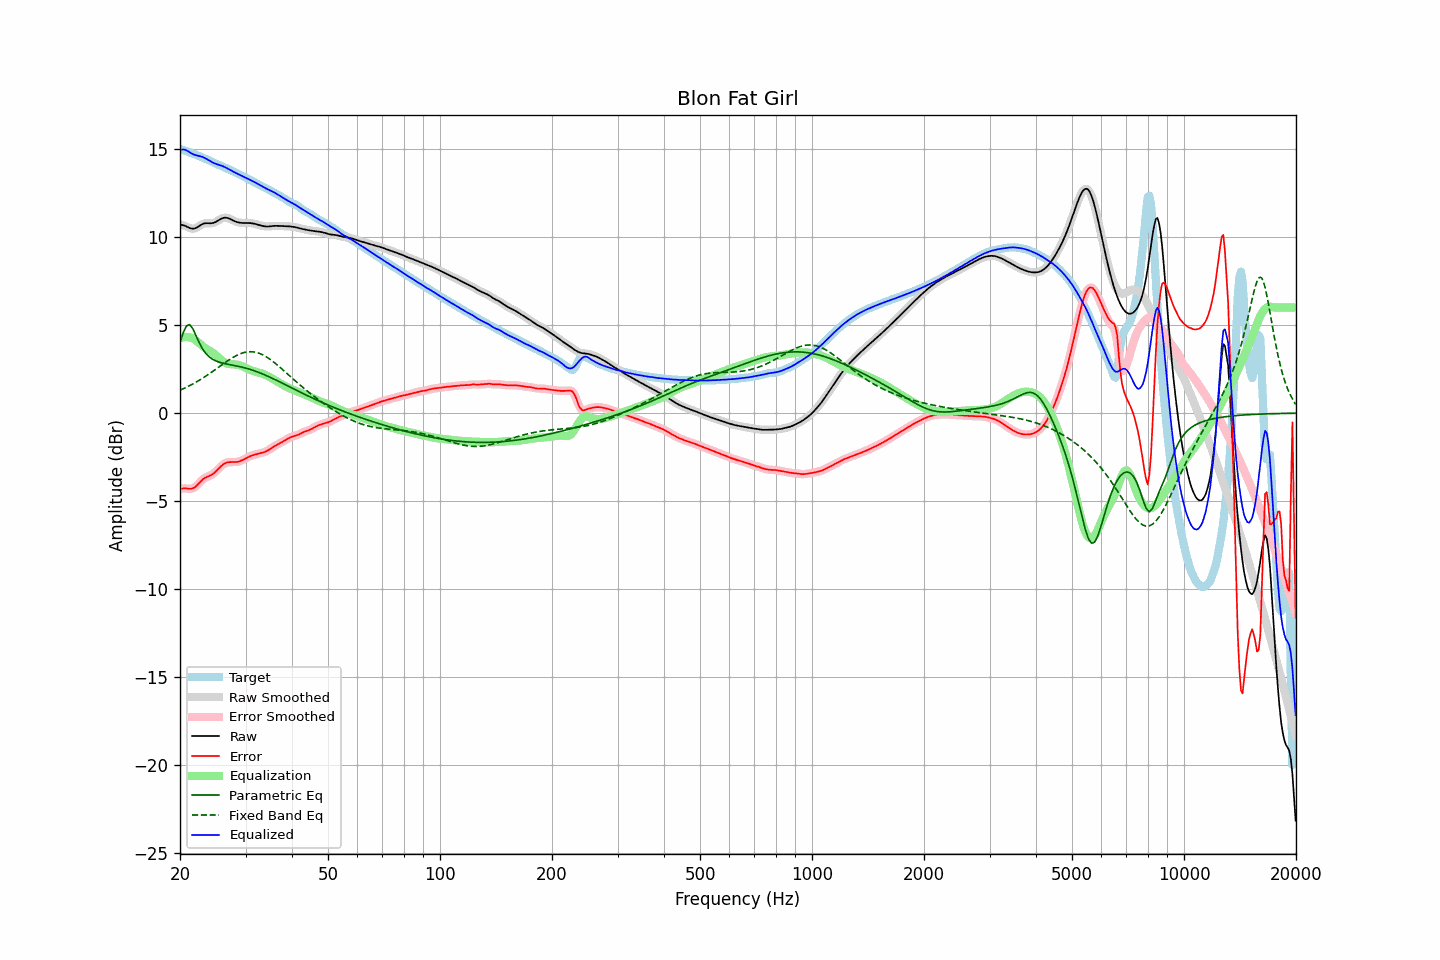 Blon Fat Girl
Amplitude (dBr)
15
10
5
0
−5
−10
−15
−20
−25
Target
Raw Smoothed
Error Smoothed
Raw
Error
Equalization
Parametric Eq
Fixed Band Eq
Equalized
20 50 100 200 500 1000 2000 5000 10000 20000
Frequency (Hz)